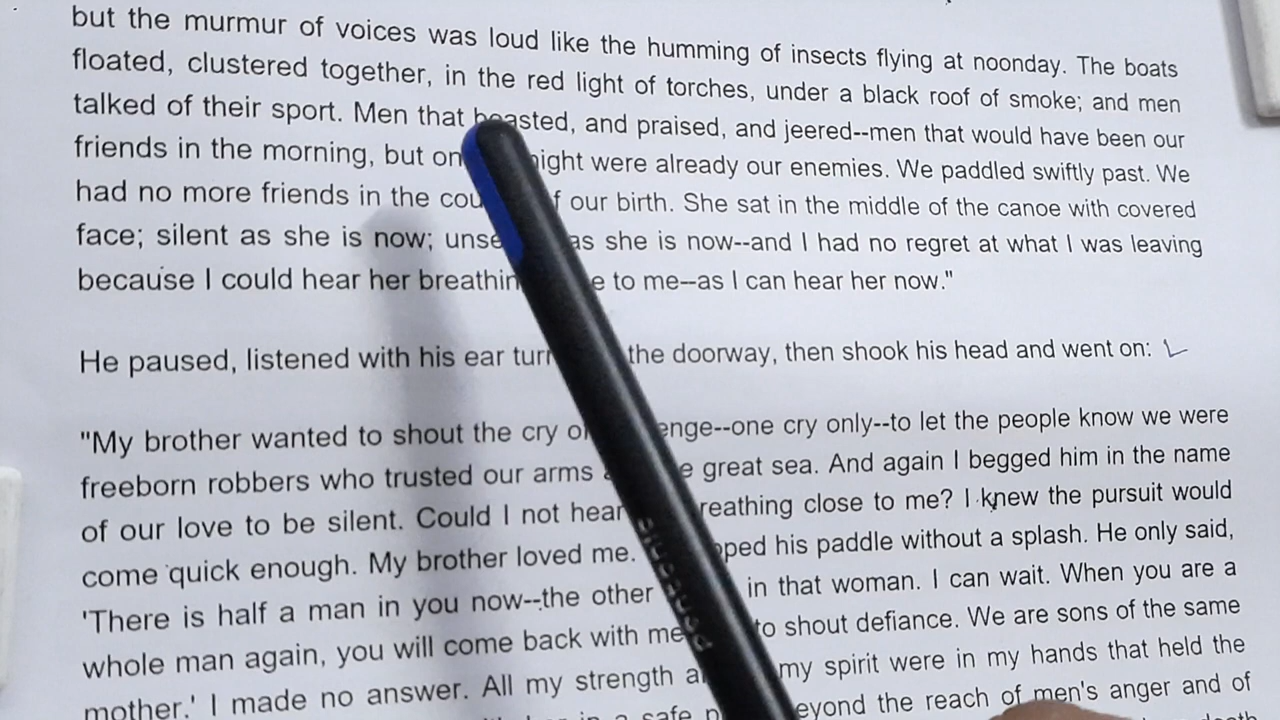 but the murmur of voices was loud like the humming of insects flying at noonday. The boats
floated, clustered together, in the red light of torches, under a black roof of smoke; and men
talked of their sport. Men that boasted, and praised, and jeered--men that would have been our
friends in the morning, but on night were already our enemies. We paddled swiftly past. We
had no more friends in the of our birth. She sat in the middle of the canoe with covered
face; silent as she is now; as she is now--and I had no regret at what I was leaving
because I could hear her to me--as I can hear her now."
He paused, listened with his ear the doorway, then shook his head and went on:
"My brother wanted to shout the cry --one cry only--to let the people know we were
freeborn robbers who trusted our arms great sea. And again I begged him in the name
of our love to be silent. Could I not hear close to me? I knew the pursuit would
come quick enough. My brother loved me. his paddle without a splash. He only said,
'There is half a man in you now--the other in that woman. I can wait. When you are a
whole man again, you will come back with me to shout defiance. We are sons of the same
mother.' I made no answer. All my strength my spirit were in my hands that held the
in a safe the reach of men's anger and of